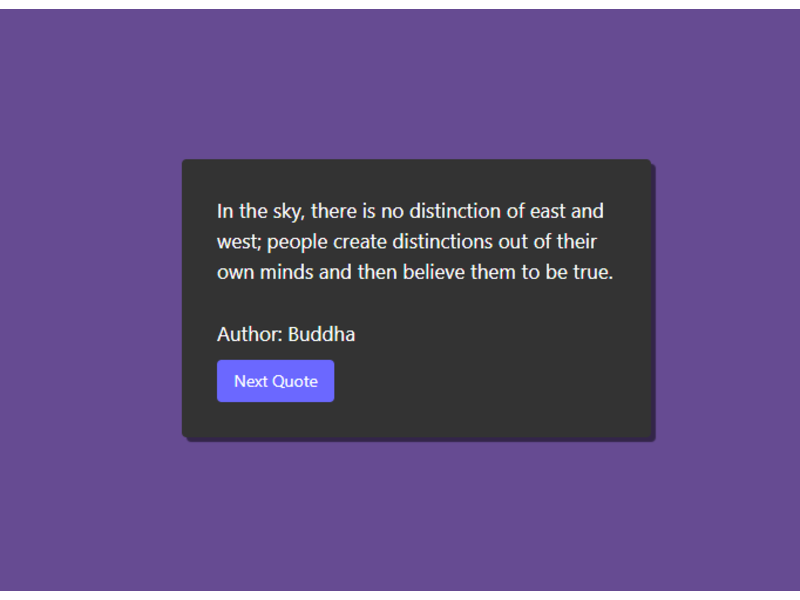 In the sky, there is no distinction of east and
west; people create distinctions out of their
own minds and then believe them to be true.
Author: Buddha
Next Quote